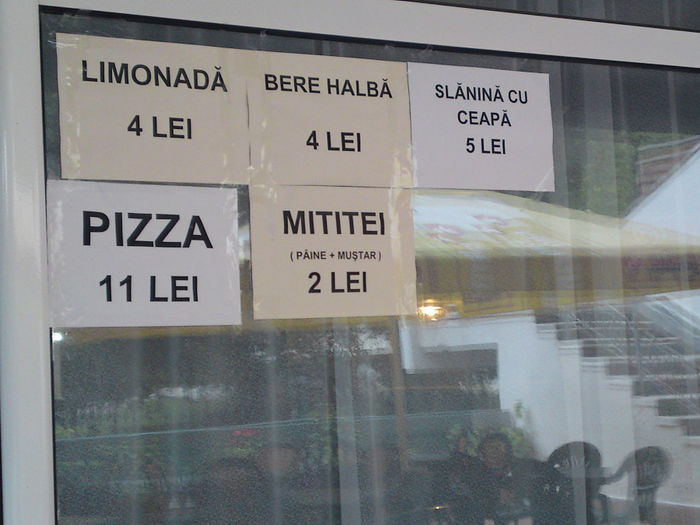 LIMONADĂ
4 LEI
BERE HALBĂ
4 LEI
SLĂNINĂ CU
CEAPĂ
5 LEI
PIZZA
11 LEI
MITITEI
( PÂINE + MUŞTAR )
2 LEI